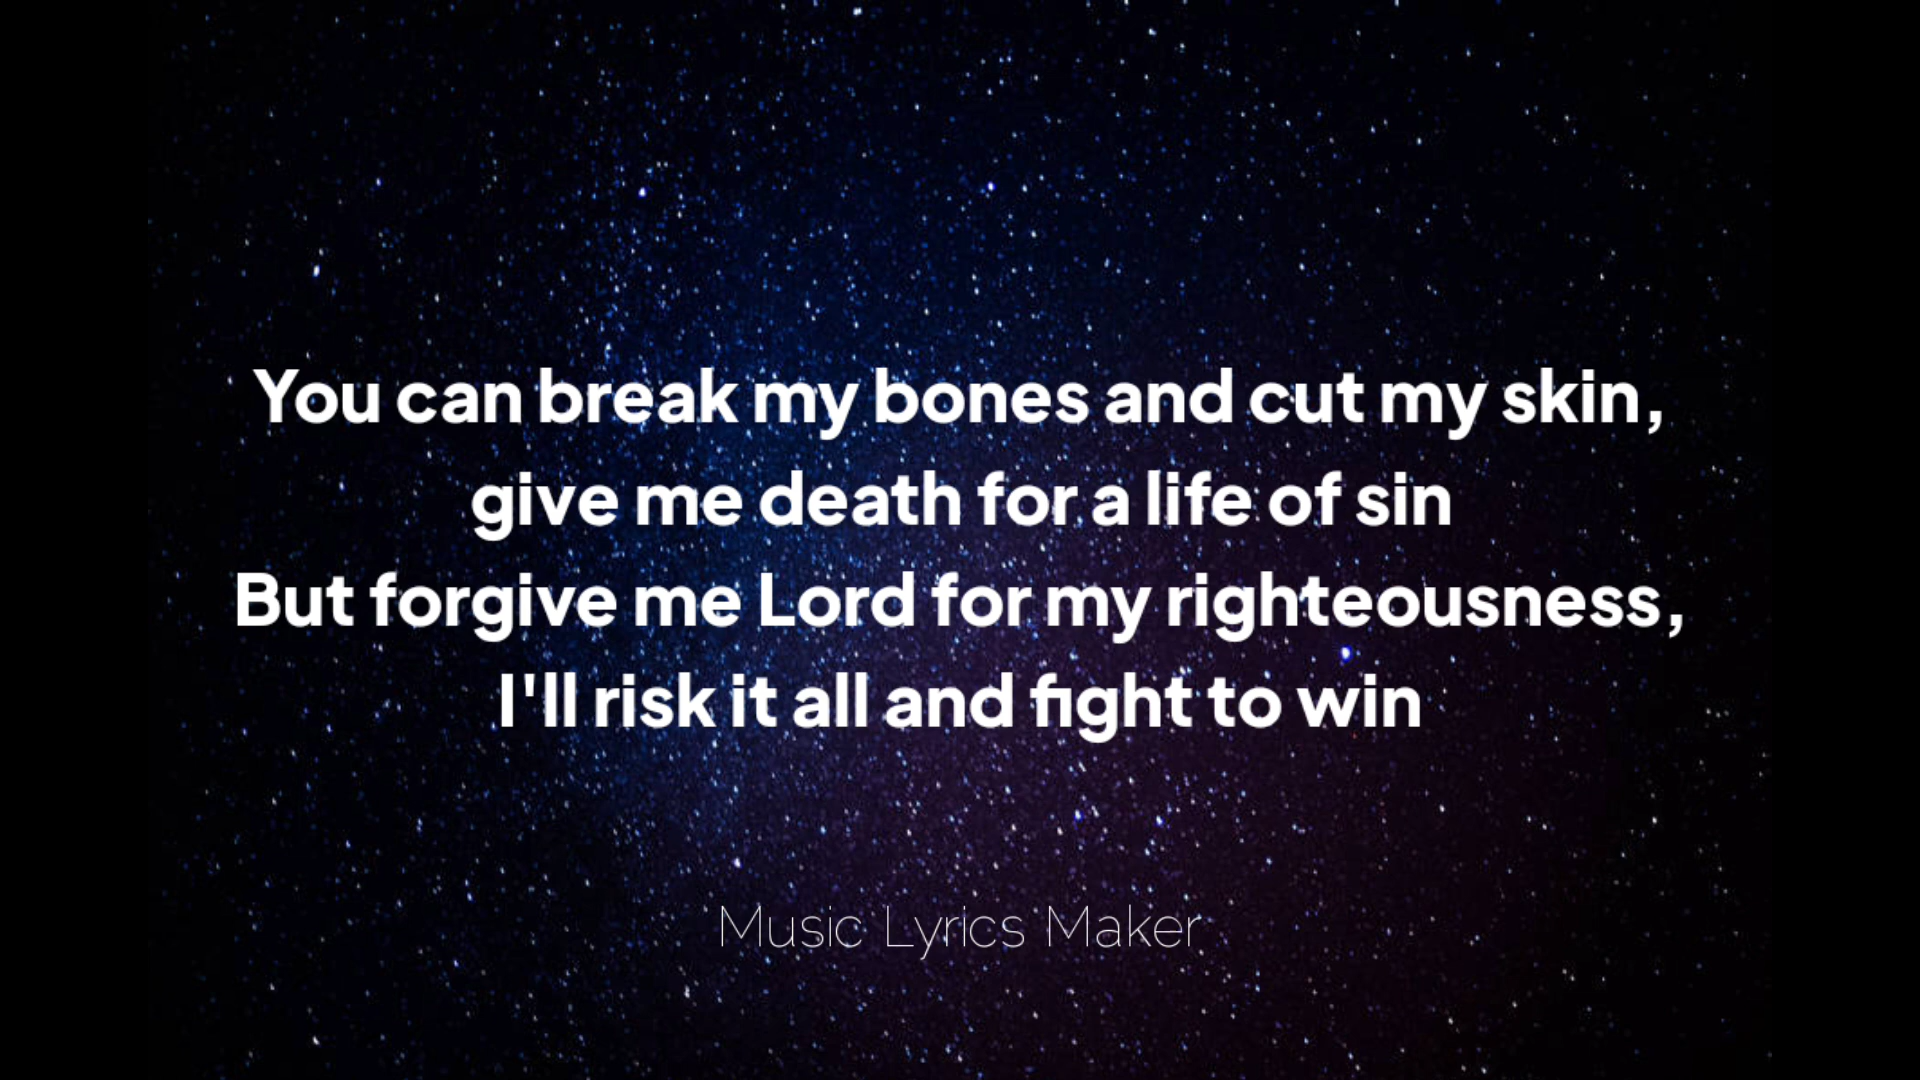 You can break my bones and cut my skin,
give me death for a life of sin
But forgive me Lord for my righteousness,
I'll risk it all and fight to win
Music Lyrics Maker